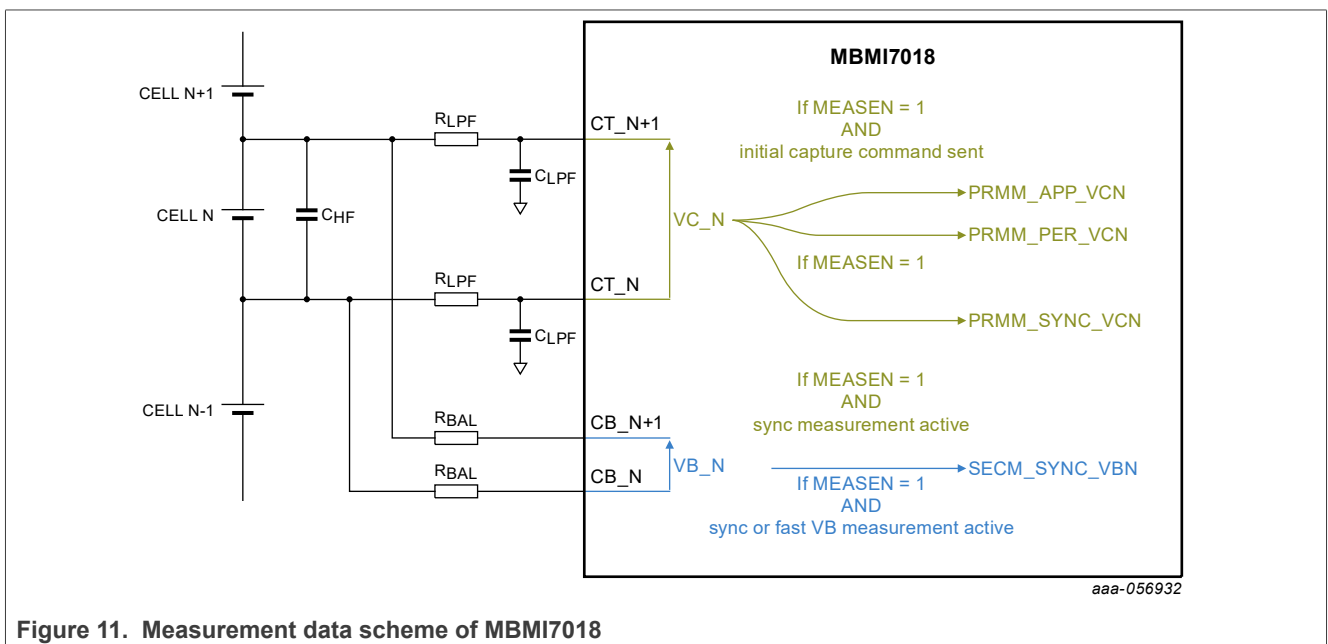 MBMI7018
CELL N+1
RLPF
CT_N+1
If MEASEN = 1
AND
initial capture command sent
CLPF
PRMM_APP_VCN
CELL N
CHF
VC_N
PRMM_PER_VCN
If MEASEN = 1
RLPF
CT_N
PRMM_SYNC_VCN
CLPF
If MEASEN = 1
AND
sync measurement active
CELL N-1
RBAL
CB_N+1
VB_N
SECM_SYNC_VBN
RBAL
CB_N
If MEASEN = 1
AND
sync or fast VB measurement active
aaa-056932
Figure 11. Measurement data scheme of MBMI7018